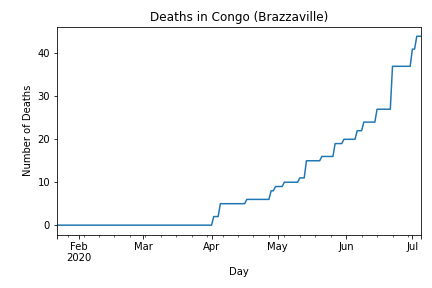 Deaths in Congo (Brazzaville)
Number of Deaths
40
30
20
10
0
Feb
2020
Mar
Apr
May
Jun
Jul
Day